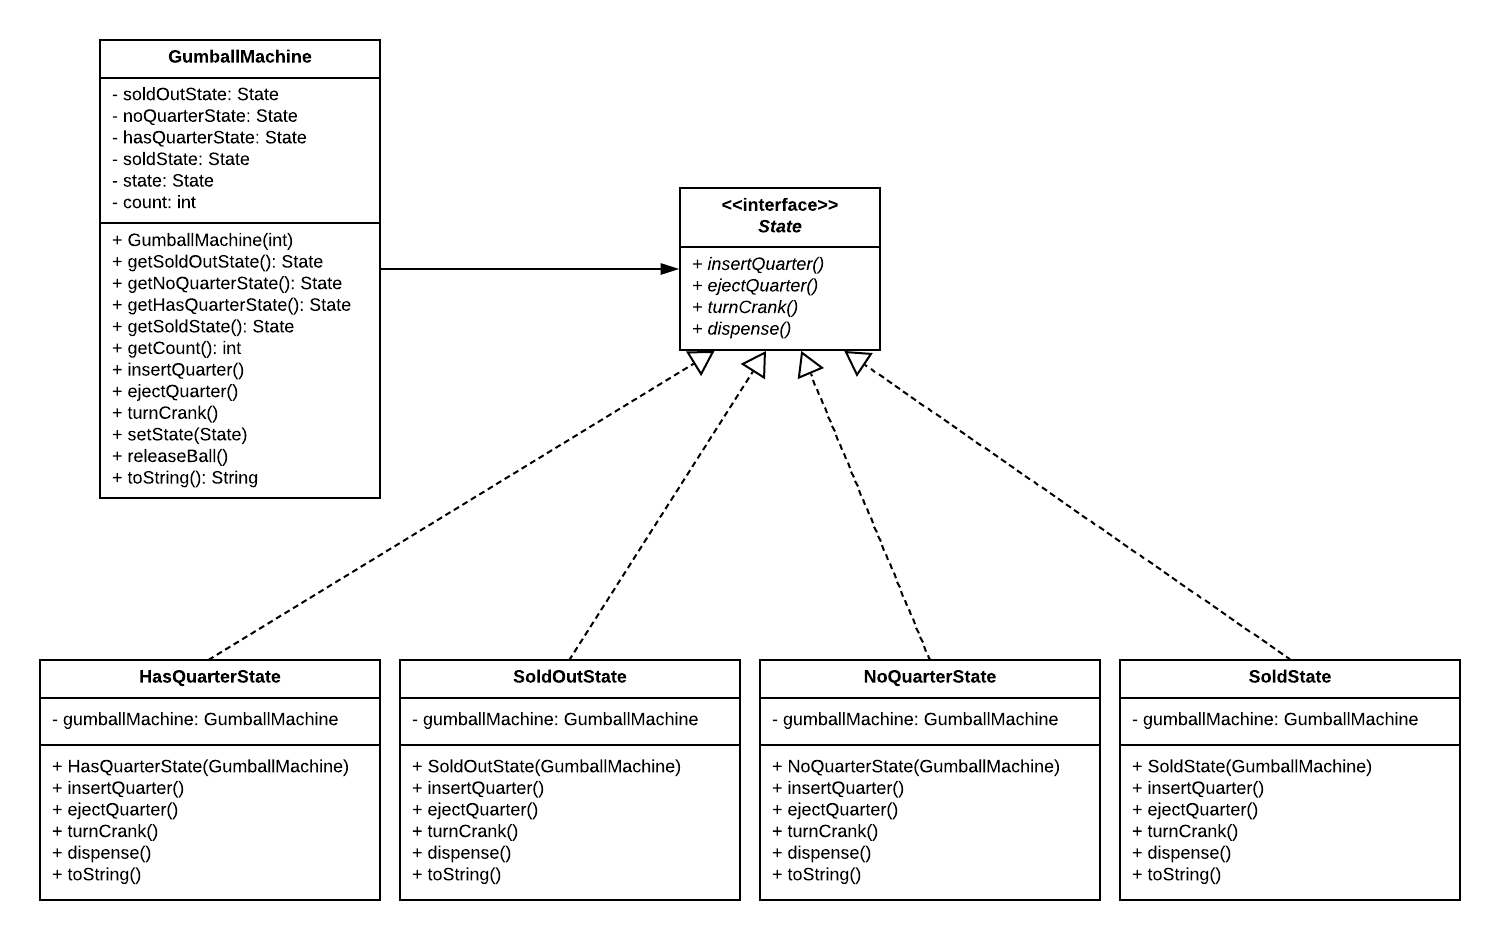 GumballMachine
- soldOutState: State
- noQuarterState: State
- hasQuarterState: State
- soldState: State
- state: State
- count: int
+ GumballMachine(int)
+ getSoldOutState(): State
+ getNoQuarterState(): State
+ getHasQuarterState(): State
+ getSoldState(): State
+ getCount(): int
+ insertQuarter()
+ ejectQuarter()
+ turnCrank()
+ setState(State)
+ releaseBall()
+ toString(): String
<<interface>>
State
+ insertQuarter()
+ ejectQuarter()
+ turnCrank()
+ dispense()
HasQuarterState
- gumballMachine: GumballMachine
+ HasQuarterState(GumballMachine)
+ insertQuarter()
+ ejectQuarter()
+ turnCrank()
+ dispense()
+ toString()
SoldOutState
- gumballMachine: GumballMachine
+ SoldOutState(GumballMachine)
+ insertQuarter()
+ ejectQuarter()
+ turnCrank()
+ dispense()
+ toString()
NoQuarterState
- gumballMachine: GumballMachine
+ NoQuarterState(GumballMachine)
+ insertQuarter()
+ ejectQuarter()
+ turnCrank()
+ dispense()
+ toString()
SoldState
- gumballMachine: GumballMachine
+ SoldState(GumballMachine)
+ insertQuarter()
+ ejectQuarter()
+ turnCrank()
+ dispense()
+ toString()